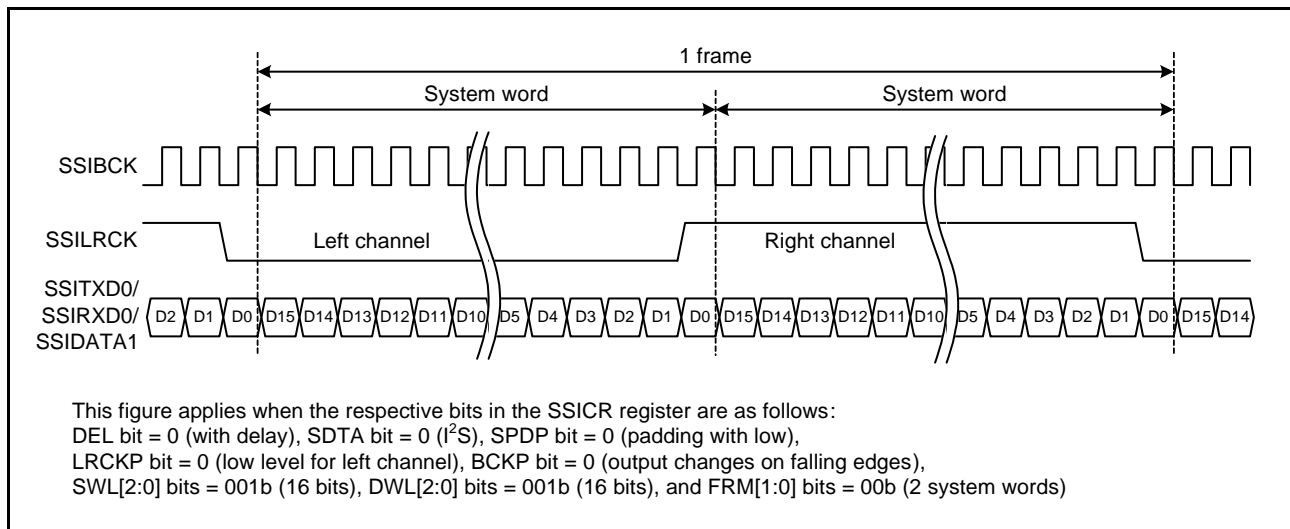 1 frame
System word System word
SSIBCK
SSILRCK Left channel Right channel
SSITXD0/
SSIRXD0/
SSIDATA1
D2 D1 D0 D15 D14 D13 D12 D11 D10 D5 D4 D3 D2 D1 D0 D15 D14 D13 D12 D11 D10 D5 D4 D3 D2 D1 D0 D15 D14
This figure applies when the respective bits in the SSICR register are as follows:
DEL bit = 0 (with delay), SDTA bit = 0 (I²S), SPDP bit = 0 (padding with low),
LRCKP bit = 0 (low level for left channel), BCKP bit = 0 (output changes on falling edges),
SWL[2:0] bits = 001b (16 bits), DWL[2:0] bits = 001b (16 bits), and FRM[1:0] bits = 00b (2 system words)